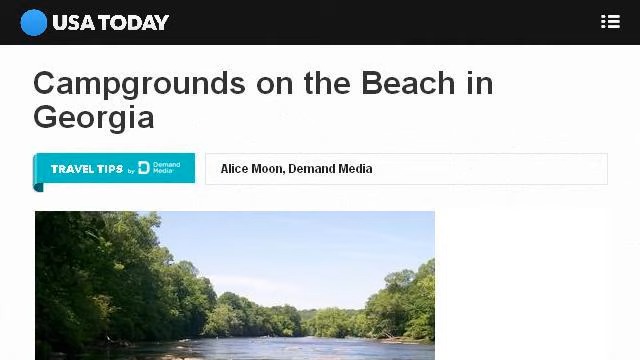 USA TODAY
Campgrounds on the Beach in
Georgia
TRAVEL TIPS by Demand Media
Alice Moon, Demand Media